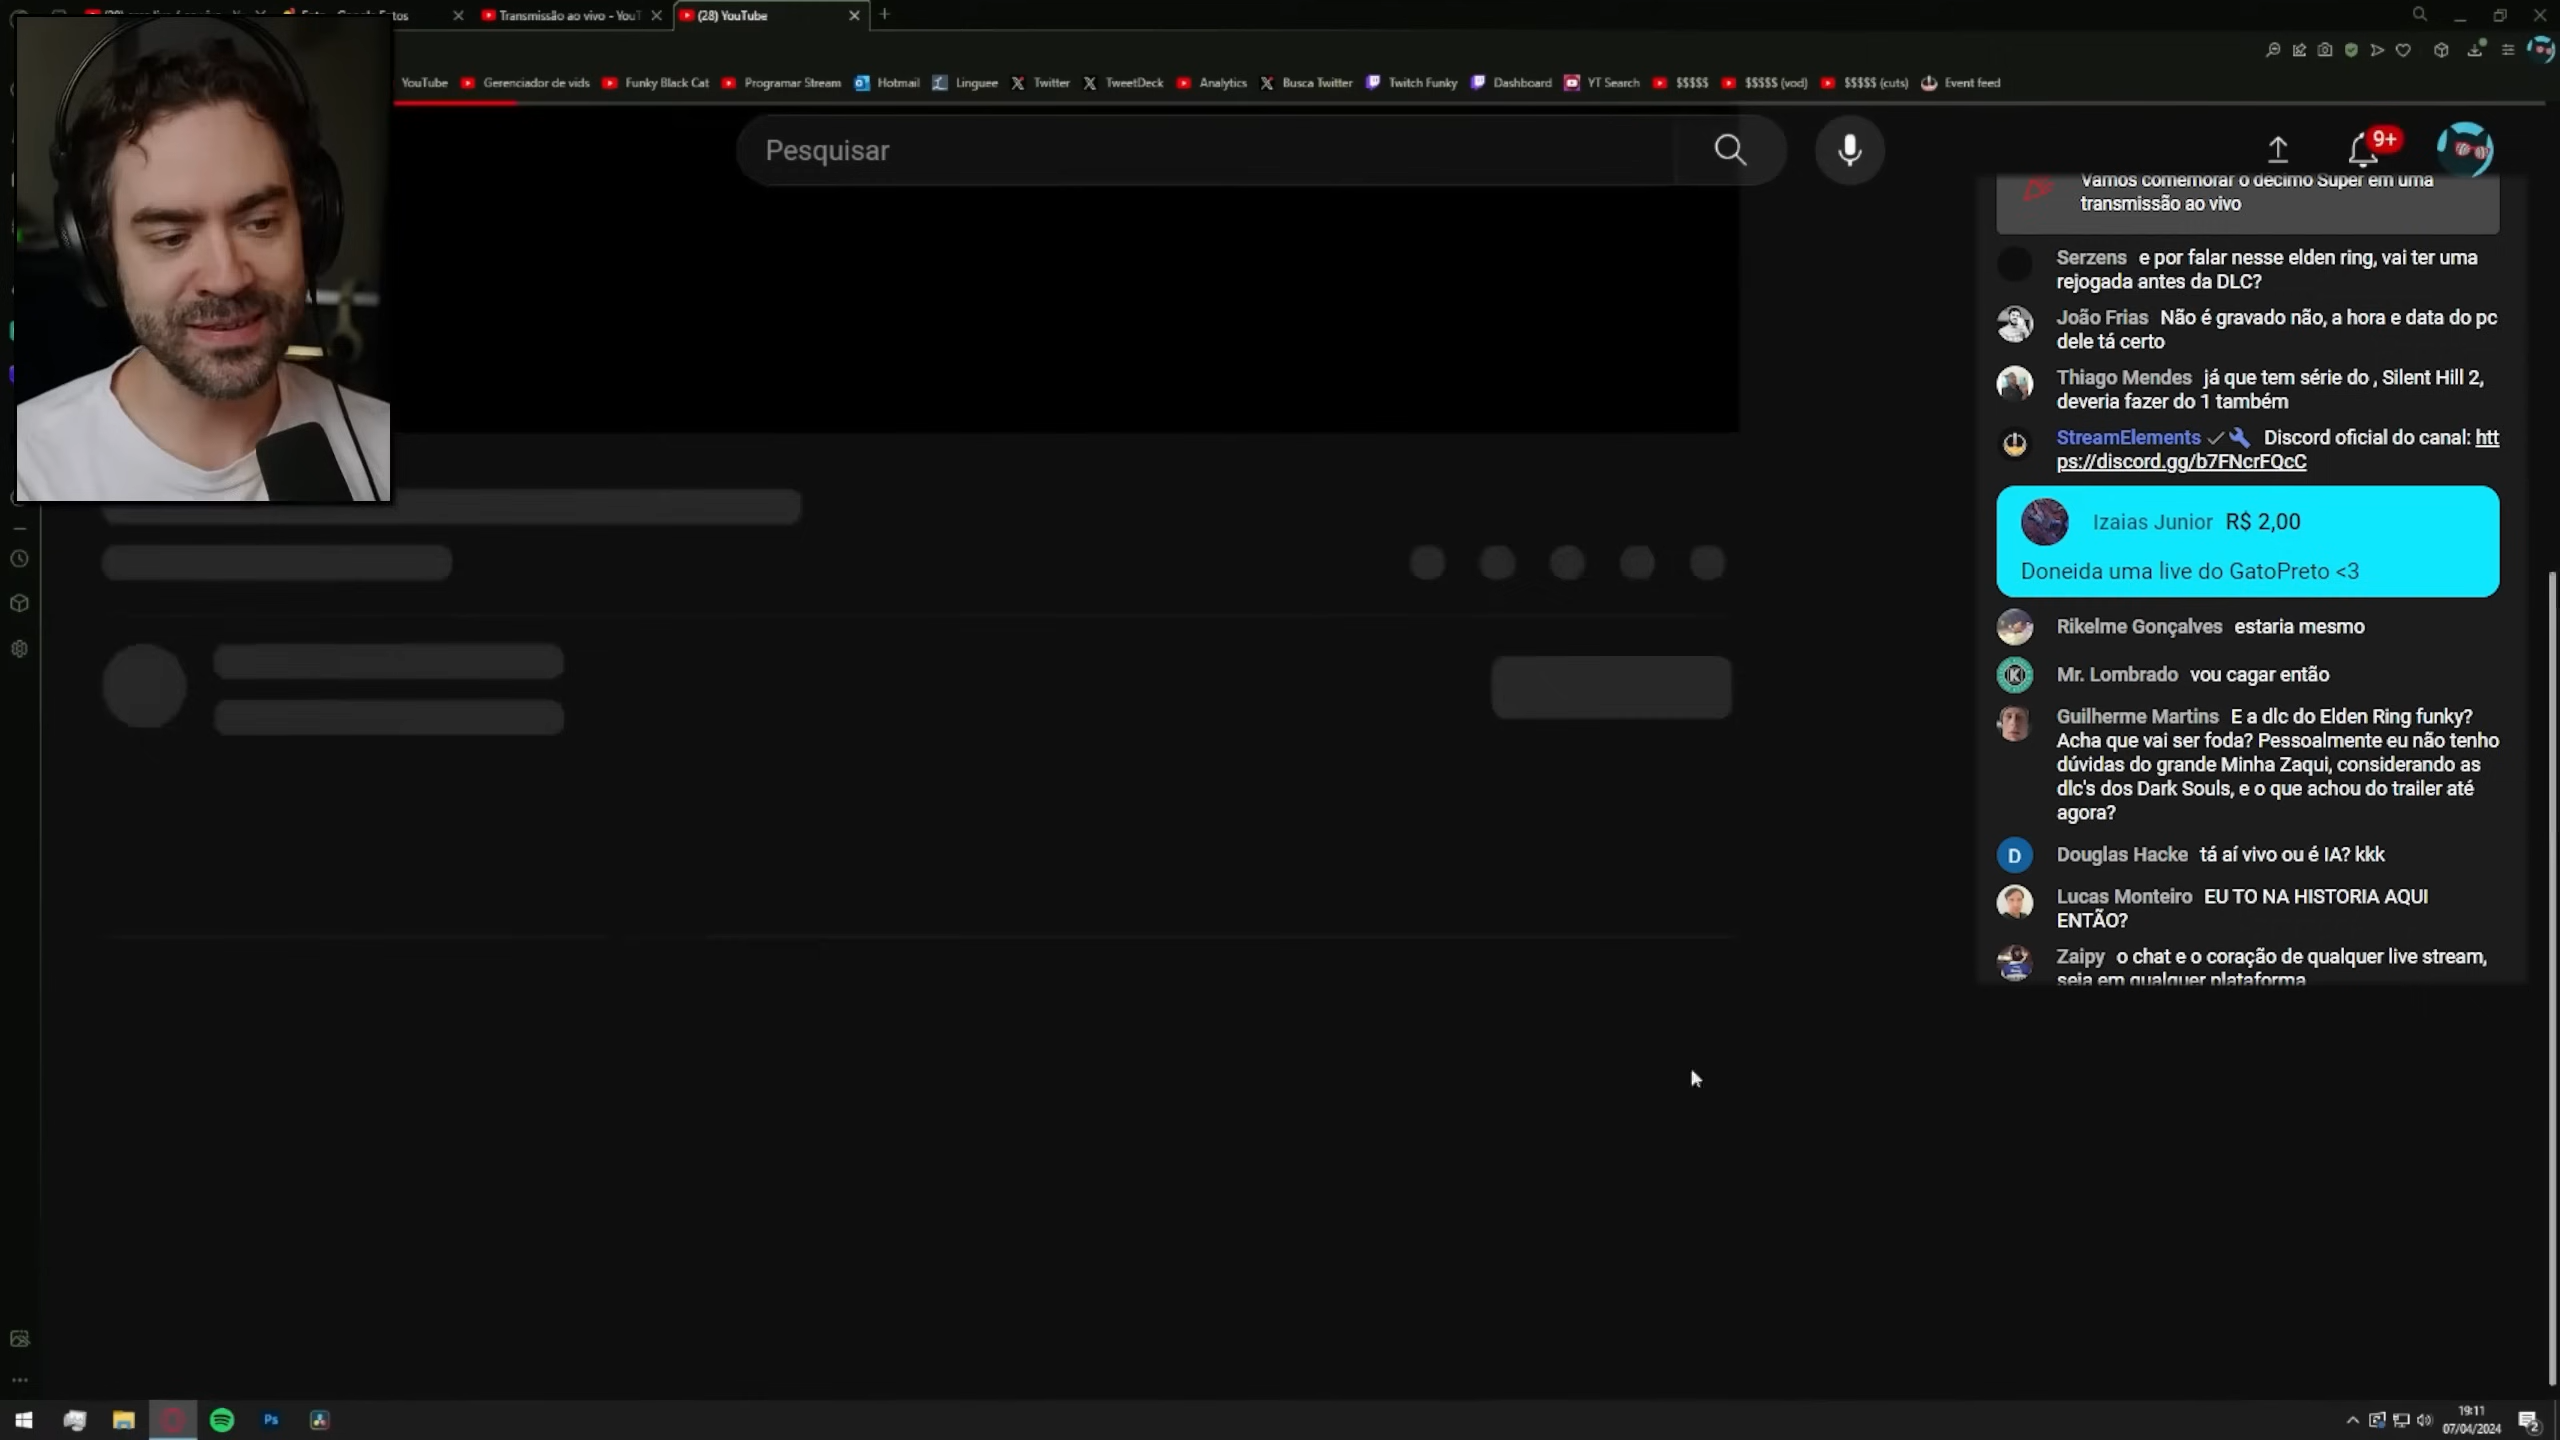 Transmissão ao vivo - YouT
(28) YouTube
YouTube
Gerenciador de vids
Funky Black Cat
Programar Stream
Hotmail
Linguee
Twitter
TweetDeck
Analytics
Busca Twitter
Twitch Funky
Dashboard
YT Search
$$$$$
$$$$$ (vod)
$$$$$ (cuts)
Event feed
Pesquisar
9+
Vamos comemorar o décimo Super em uma
transmissão ao vivo
Serzens e por falar nesse elden ring, vai ter uma
rejogada antes da DLC?
João Frias Não é gravado não, a hora e data do pc
dele tá certo
Thiago Mendes já que tem série do , Silent Hill 2,
deveria fazer do 1 também
StreamElements Discord oficial do canal: htt
ps://discord.gg/b7FNcrFQcC
Izaias Junior R$ 2,00
Doneida uma live do GatoPreto <3
Rikelme Gonçalves estaria mesmo
K
Mr. Lombrado vou cagar então
Guilherme Martins E a dlc do Elden Ring funky?
Acha que vai ser foda? Pessoalmente eu não tenho
dúvidas do grande Minha Zaqui, considerando as
dlc's dos Dark Souls, e o que achou do trailer até
agora?
D
Douglas Hacke tá aí vivo ou é IA? kkk
Lucas Monteiro EU TO NA HISTORIA AQUI
ENTÃO?
Zaipy o chat e o coração de qualquer live stream,
seja em qualquer plataforma
Ps
19:11
07/04/2024
2